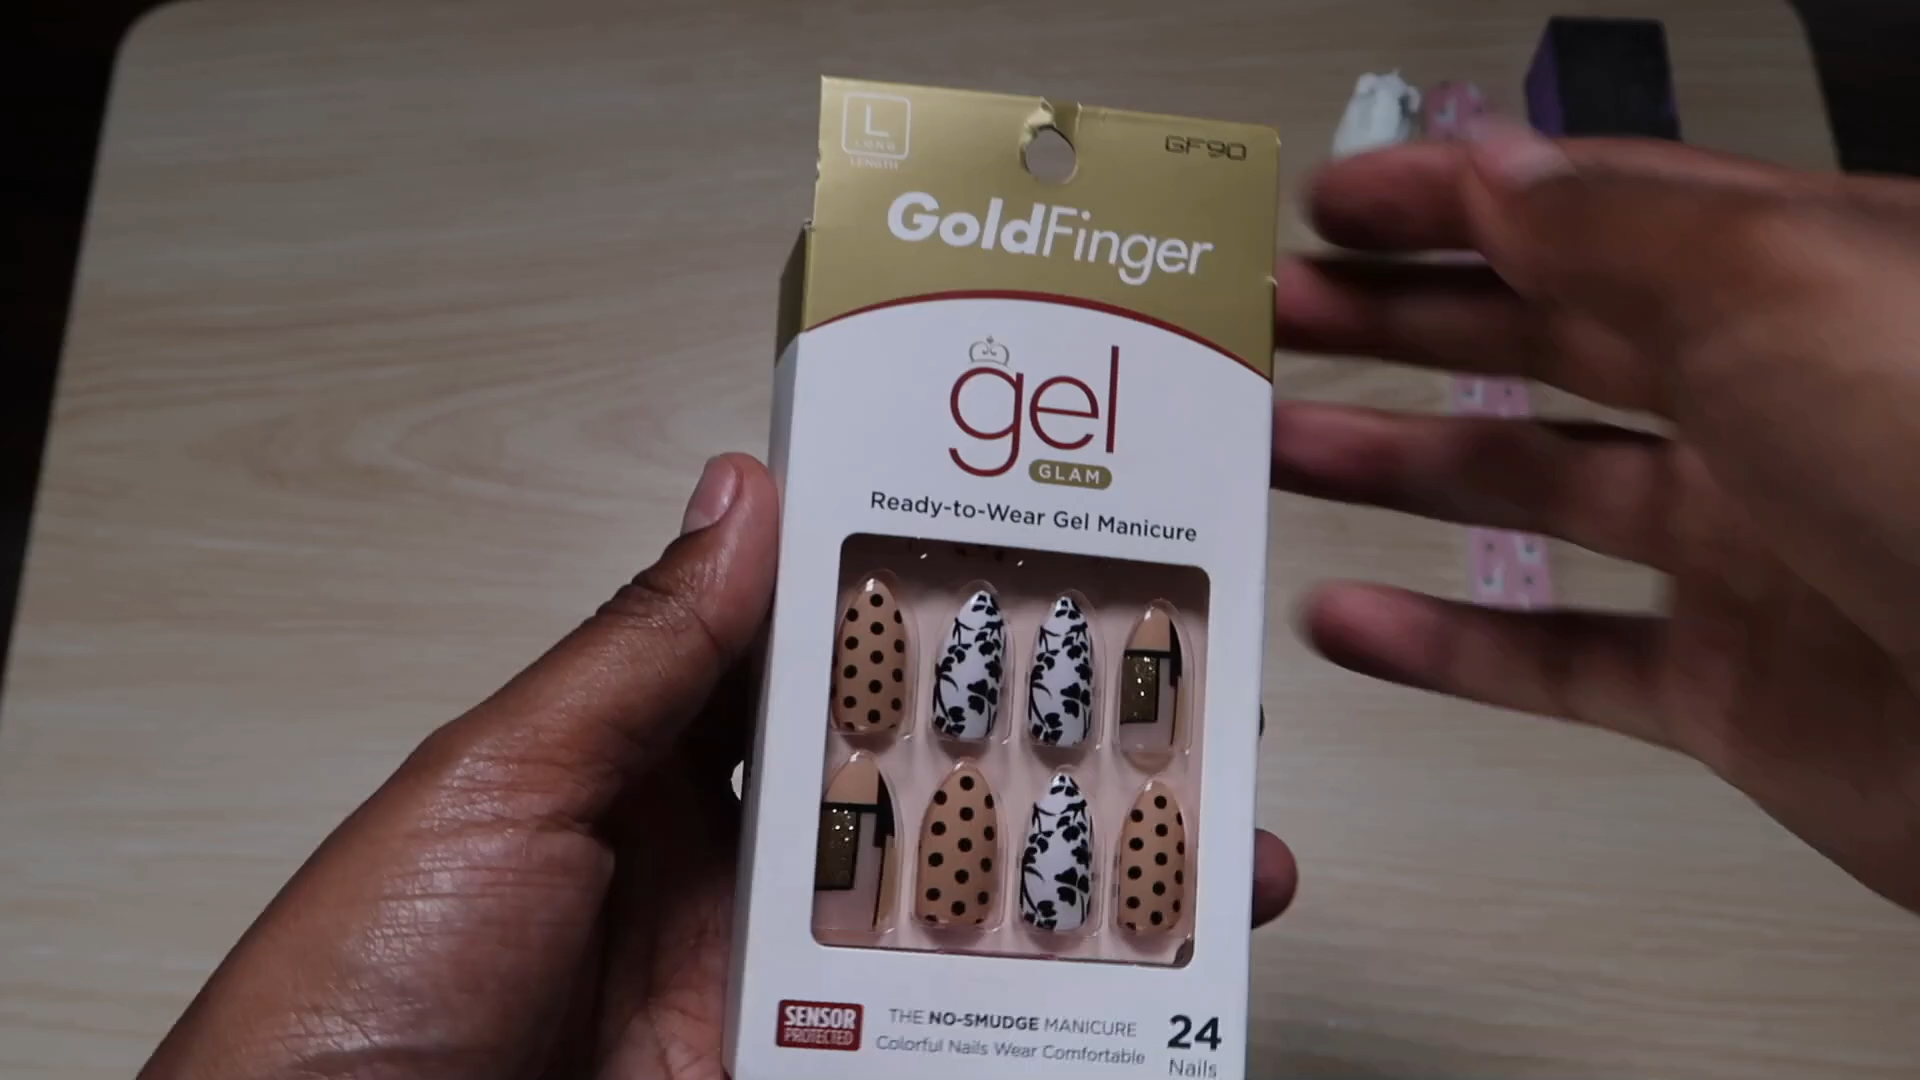 L
LONG
LENGTH
GF90
GoldFinger
gel
GLAM
Ready-to-Wear Gel Manicure
SENSOR
PROTECTED
THE NO-SMUDGE MANICURE
Colorful Nails Wear Comfortable
24
Nails